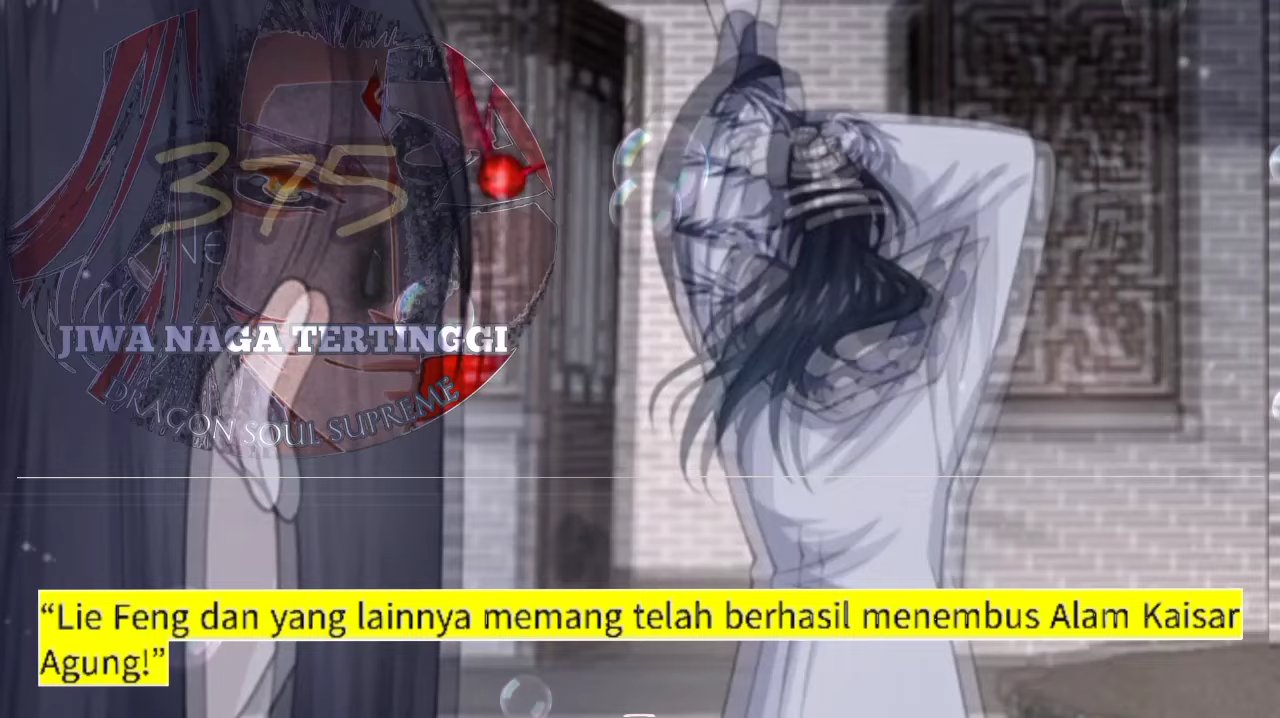 375
JIWA NAGA TERTINGGI
DRAGON SOUL SUPREME
“Lie Feng dan yang lainnya memang telah berhasil menembus Alam Kaisar
Agung!”